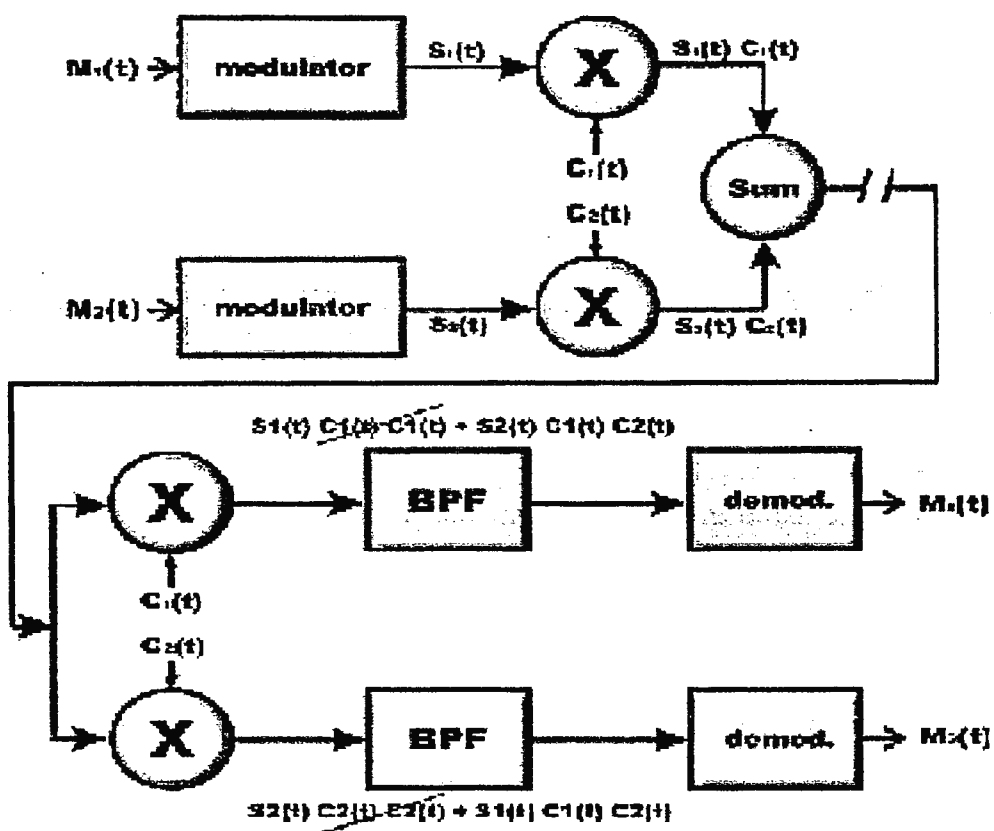 M₁(t)
modulator
S₁(t)
X
S₁(t) C₁(t)
C₁(t)
Sum
C₂(t)
M₂(t)
modulator
S₂(t)
X
S₂(t) C₂(t)
S1(t) C1(t) C1(t) + S2(t) C1(t) C2(t)
X
BPF
demod.
M₁(t)
C₁(t)
C₂(t)
X
BPF
demod.
M₂(t)
S2(t) C2(t) C2(t) + S1(t) C1(t) C2(t)